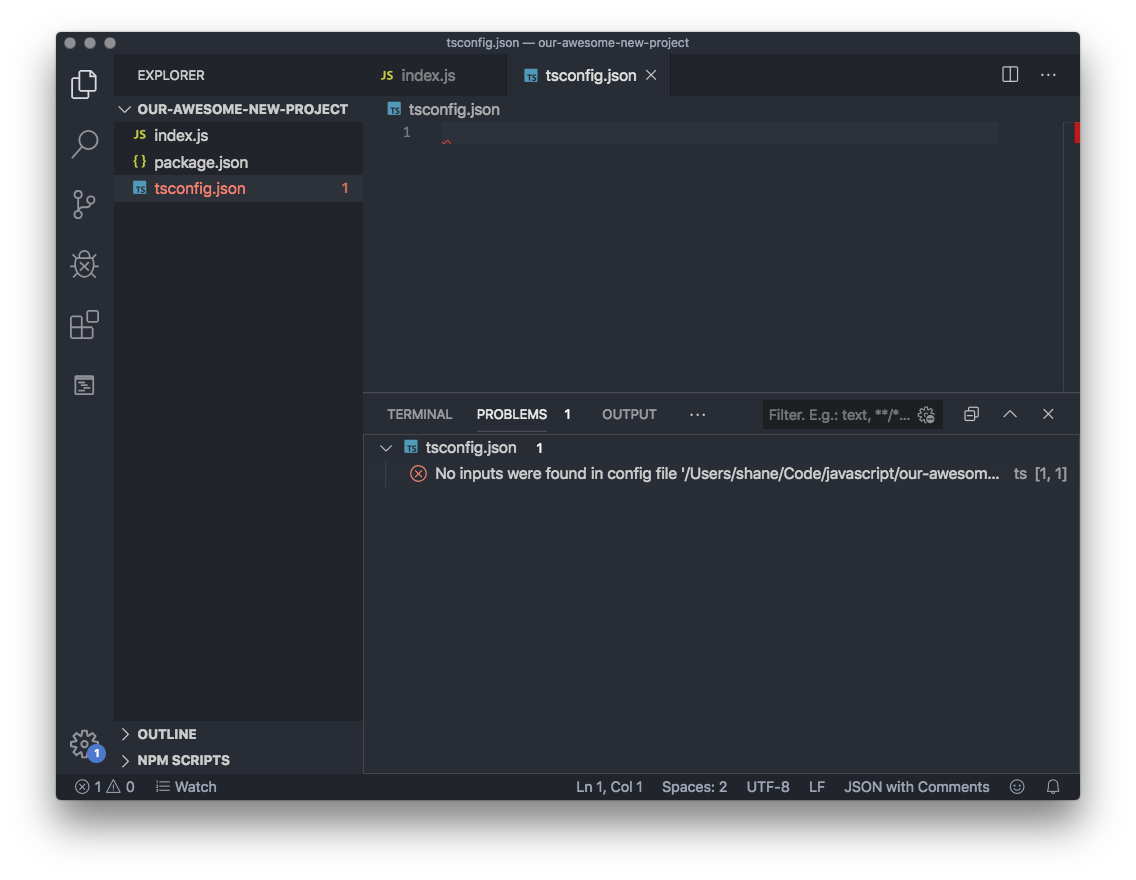 tsconfig.json — our-awesome-new-project
EXPLORER
JS index.js
TS tsconfig.json
OUR-AWESOME-NEW-PROJECT
TS tsconfig.json
JS index.js
1
{ } package.json
TS tsconfig.json 1
TERMINAL PROBLEMS 1 OUTPUT ··· Filter. E.g.: text, **/*...
TS tsconfig.json 1
No inputs were found in config file '/Users/shane/Code/javascript/our-awesom... ts [1, 1]
OUTLINE
1
NPM SCRIPTS
1 0 Watch Ln 1, Col 1 Spaces: 2 UTF-8 LF JSON with Comments